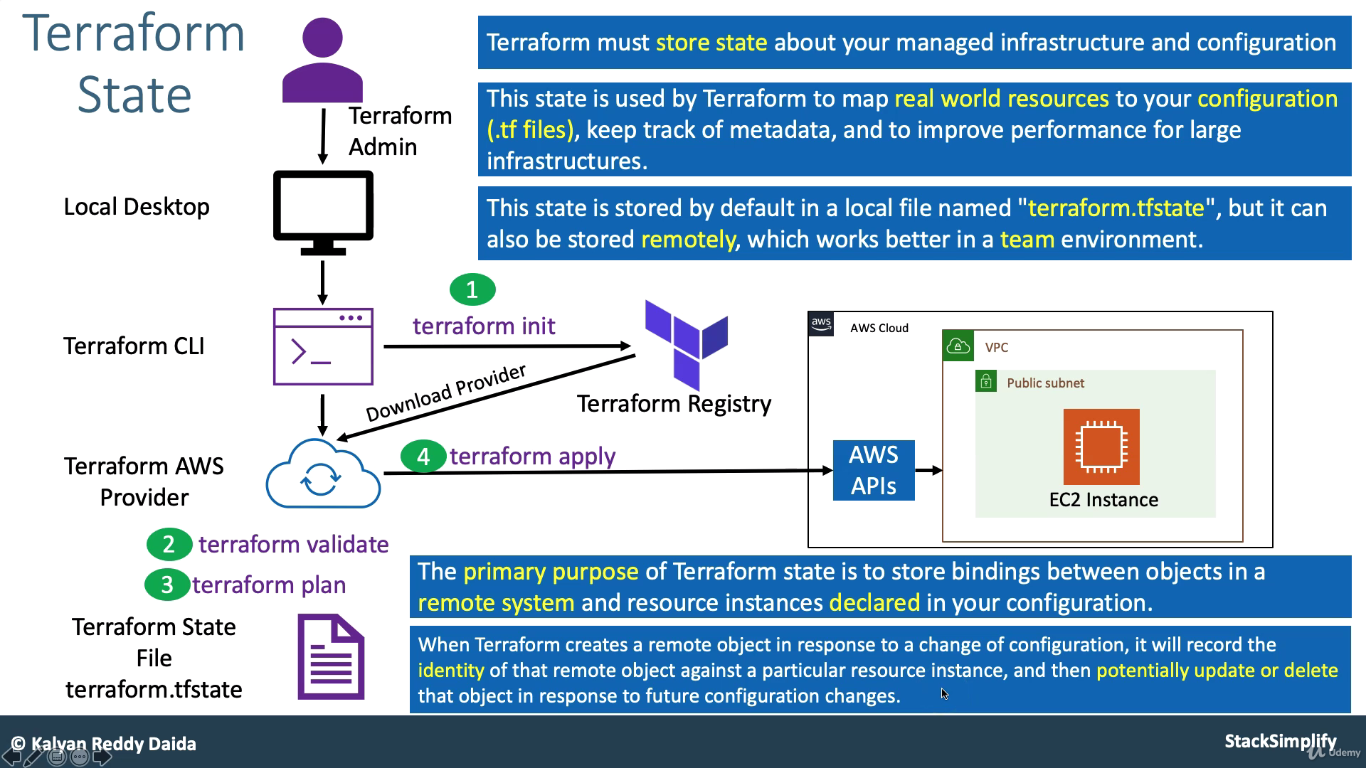 Terraform
State
Terraform must store state about your managed infrastructure and configuration
This state is used by Terraform to map real world resources to your configuration
(.tf files), keep track of metadata, and to improve performance for large
infrastructures.
This state is stored by default in a local file named "terraform.tfstate", but it can
also be stored remotely, which works better in a team environment.
Terraform
Admin
Local Desktop
1
terraform init
Terraform CLI
Download Provider
Terraform Registry
aws
AWS Cloud
VPC
Public subnet
EC2 Instance
AWS
APIs
4
terraform apply
Terraform AWS
Provider
2
terraform validate
3
terraform plan
Terraform State
File
terraform.tfstate
The primary purpose of Terraform state is to store bindings between objects in a
remote system and resource instances declared in your configuration.
When Terraform creates a remote object in response to a change of configuration, it will record the
identity of that remote object against a particular resource instance, and then potentially update or delete
that object in response to future configuration changes.
© Kalyan Reddy Daida
StackSimplify
Udemy